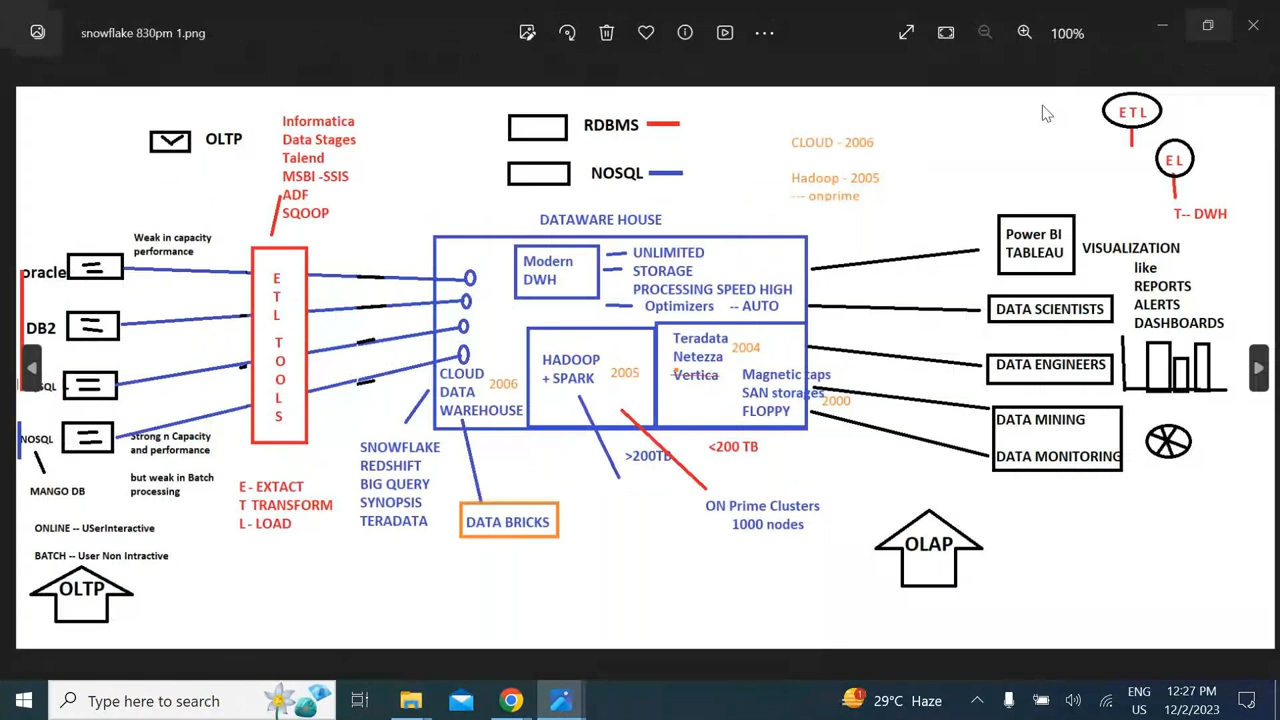 snowflake 830pm 1.png
100%
OLTP
Informatica
Data Stages
Talend
MSBI -SSIS
ADF
SQOOP
RDBMS
NOSQL
CLOUD - 2006
Hadoop - 2005
--- onprime
ETL
EL
T-- DWH
DATAWARE HOUSE
Weak in capacity
performance
oracle
DB2
NOSQL
MANGO DB
Strong n Capacity
and performance
but weak in Batch
processing
ONLINE -- USerInteractive
BATCH -- User Non Intractive
OLTP
E
T
L
T
O
O
L
S
E - EXTACT
T TRANSFORM
L - LOAD
Modern
DWH
UNLIMITED
STORAGE
PROCESSING SPEED HIGH
Optimizers -- AUTO
CLOUD
DATA
WAREHOUSE
2006
HADOOP
+ SPARK
2005
Teradata
Netezza
Vertica
2004
Magnetic taps
SAN storages
FLOPPY
2000
SNOWFLAKE
REDSHIFT
BIG QUERY
SYNOPSIS
TERADATA
DATA BRICKS
>200TB
<200 TB
ON Prime Clusters
1000 nodes
Power BI
TABLEAU
VISUALIZATION
like
REPORTS
ALERTS
DASHBOARDS
DATA SCIENTISTS
DATA ENGINEERS
DATA MINING
DATA MONITORING
OLAP
Type here to search
29°C Haze
ENG
US
12:27 PM
12/2/2023